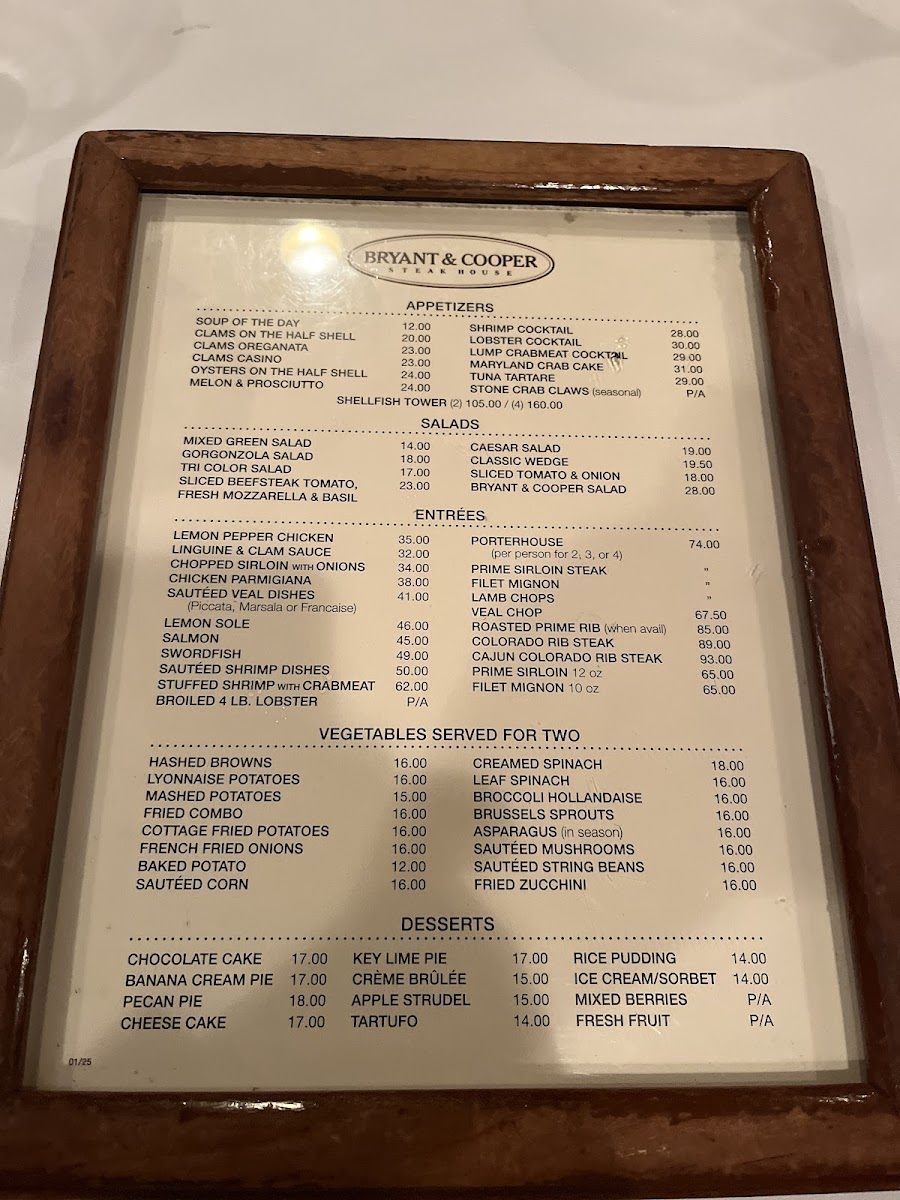 BRYANT & COOPER
STEAK HOUSE
APPETIZERS
SOUP OF THE DAY 12.00
CLAMS ON THE HALF SHELL 20.00
CLAMS OREGANATA 23.00
CLAMS CASINO 23.00
OYSTERS ON THE HALF SHELL 24.00
MELON & PROSCIUTTO 24.00
SHRIMP COCKTAIL 28.00
LOBSTER COCKTAIL 30.00
LUMP CRABMEAT COCKTAIL 29.00
MARYLAND CRAB CAKE 31.00
TUNA TARTARE 29.00
STONE CRAB CLAWS (seasonal) P/A
SHELLFISH TOWER (2) 105.00 / (4) 160.00
SALADS
MIXED GREEN SALAD 14.00
GORGONZOLA SALAD 18.00
TRI COLOR SALAD 17.00
SLICED BEEFSTEAK TOMATO, 23.00
FRESH MOZZARELLA & BASIL
CAESAR SALAD 19.00
CLASSIC WEDGE 19.50
SLICED TOMATO & ONION 18.00
BRYANT & COOPER SALAD 28.00
ENTRÉES
LEMON PEPPER CHICKEN 35.00
LINGUINE & CLAM SAUCE 32.00
CHOPPED SIRLOIN WITH ONIONS 34.00
CHICKEN PARMIGIANA 38.00
SAUTÉED VEAL DISHES 41.00
(Piccata, Marsala or Francaise)
LEMON SOLE 46.00
SALMON 45.00
SWORDFISH 49.00
SAUTÉED SHRIMP DISHES 50.00
STUFFED SHRIMP WITH CRABMEAT 62.00
BROILED 4 LB. LOBSTER P/A
PORTERHOUSE 74.00
(per person for 2, 3, or 4)
PRIME SIRLOIN STEAK "
FILET MIGNON "
LAMB CHOPS "
VEAL CHOP 67.50
ROASTED PRIME RIB (when avail) 85.00
COLORADO RIB STEAK 89.00
CAJUN COLORADO RIB STEAK 93.00
PRIME SIRLOIN 12 oz 65.00
FILET MIGNON 10 oz 65.00
VEGETABLES SERVED FOR TWO
HASHED BROWNS 16.00
LYONNAISE POTATOES 16.00
MASHED POTATOES 15.00
FRIED COMBO 16.00
COTTAGE FRIED POTATOES 16.00
FRENCH FRIED ONIONS 16.00
BAKED POTATO 12.00
SAUTÉED CORN 16.00
CREAMED SPINACH 18.00
LEAF SPINACH 16.00
BROCCOLI HOLLANDAISE 16.00
BRUSSELS SPROUTS 16.00
ASPARAGUS (in season) 16.00
SAUTÉED MUSHROOMS 16.00
SAUTÉED STRING BEANS 16.00
FRIED ZUCCHINI 16.00
DESSERTS
CHOCOLATE CAKE 17.00
BANANA CREAM PIE 17.00
PECAN PIE 18.00
CHEESE CAKE 17.00
KEY LIME PIE 17.00
CRÈME BRÛLÉE 15.00
APPLE STRUDEL 15.00
TARTUFO 14.00
RICE PUDDING 14.00
ICE CREAM/SORBET 14.00
MIXED BERRIES P/A
FRESH FRUIT P/A
01/25